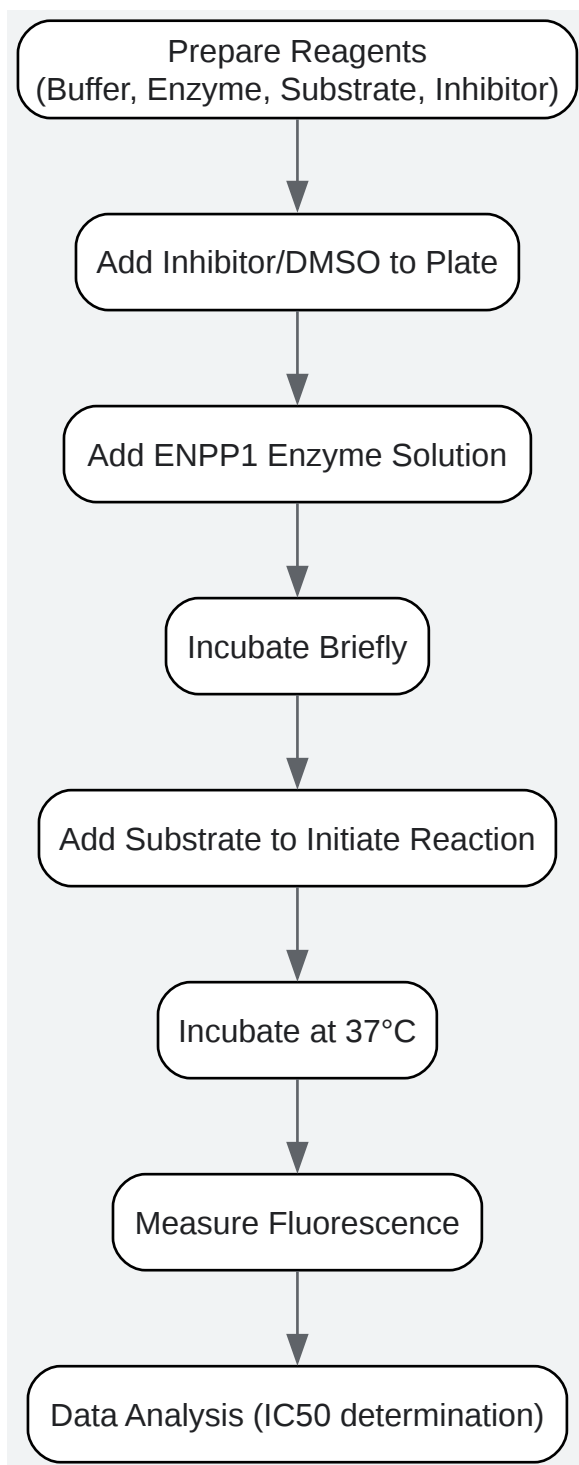 Prepare Reagents
(Buffer, Enzyme, Substrate, Inhibitor)
Add Inhibitor/DMSO to Plate
Add ENPP1 Enzyme Solution
Incubate Briefly
Add Substrate to Initiate Reaction
Incubate at 37°C
Measure Fluorescence
Data Analysis (IC50 determination)